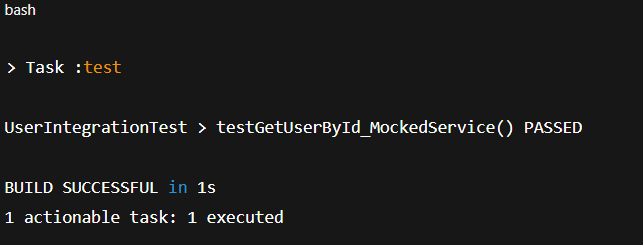 bash
> Task :test
UserIntegrationTest > testGetUserById_MockedService() PASSED
BUILD SUCCESSFUL in 1s
1 actionable task: 1 executed